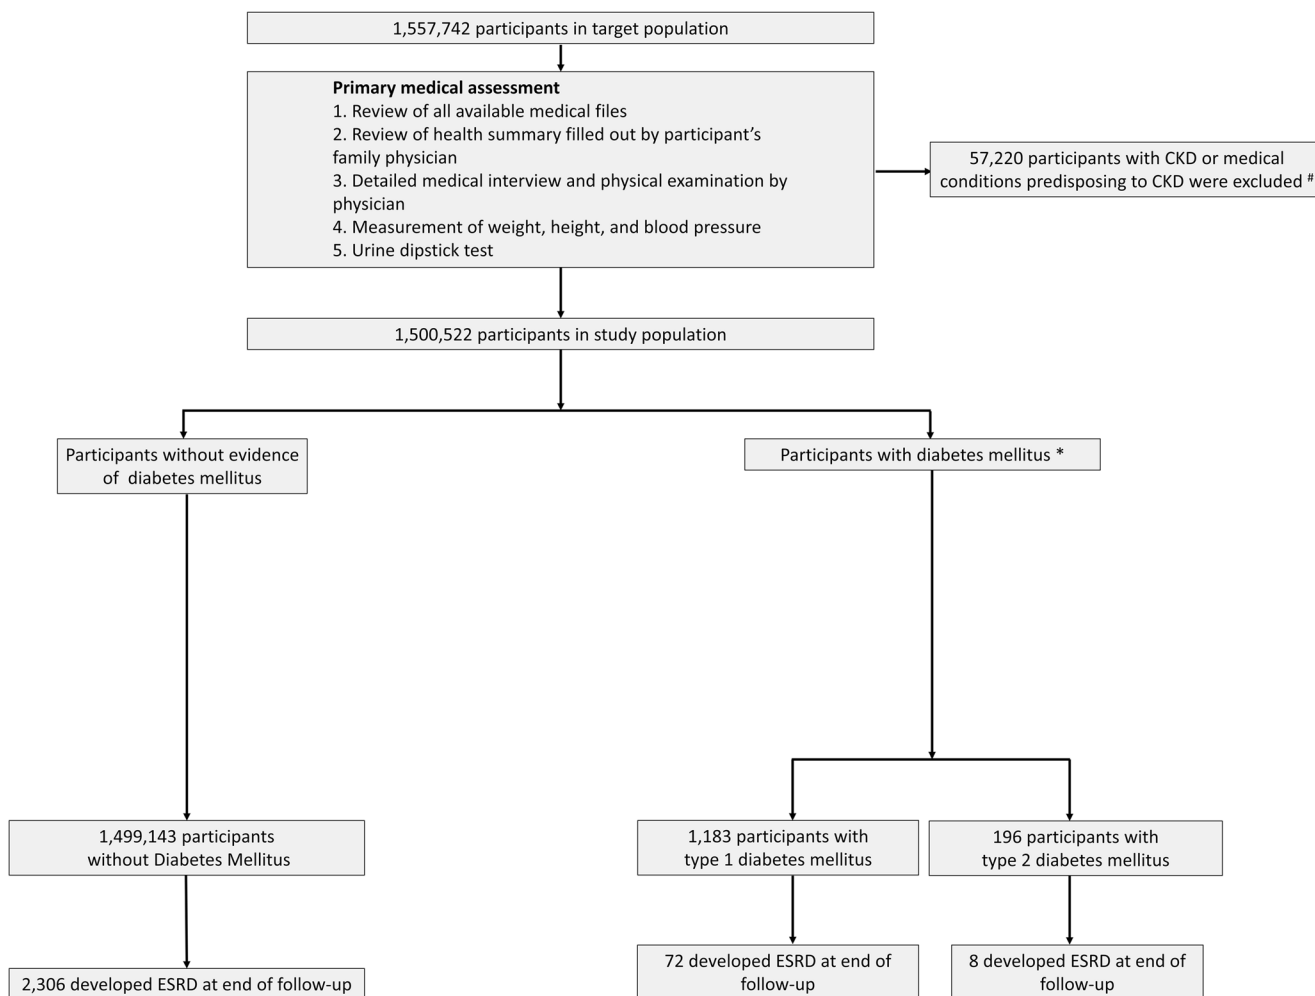 1,557,742 participants in target population
Primary medical assessment
1. Review of all available medical files
2. Review of health summary filled out by participant's
family physician
3. Detailed medical interview and physical examination by
physician
4. Measurement of weight, height, and blood pressure
5. Urine dipstick test
57,220 participants with CKD or medical
conditions predisposing to CKD were excluded #
1,500,522 participants in study population
Participants without evidence
of diabetes mellitus
Participants with diabetes mellitus *
1,499,143 participants
without Diabetes Mellitus
1,183 participants with
type 1 diabetes mellitus
196 participants with
type 2 diabetes mellitus
2,306 developed ESRD at end of follow-up
72 developed ESRD at end of
follow-up
8 developed ESRD at end of
follow-up